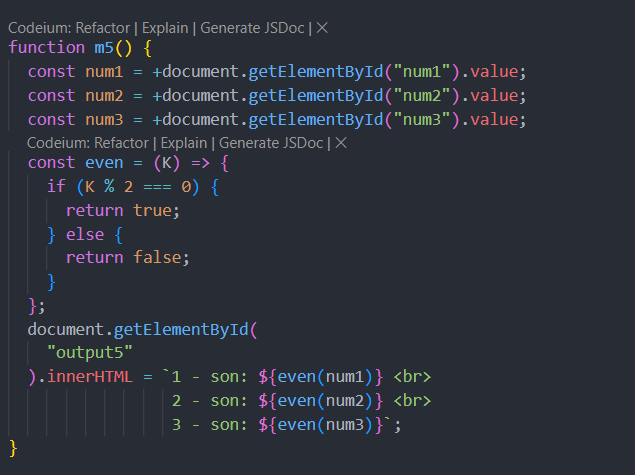 Codeium: Refactor | Explain | Generate JSDoc | ×
function m5() {
const num1 = +document.getElementById("num1").value;
const num2 = +document.getElementById("num2").value;
const num3 = +document.getElementById("num3").value;
Codeium: Refactor | Explain | Generate JSDoc | ×
const even = (K) => {
if (K % 2 === 0) {
return true;
} else {
return false;
}
};
document.getElementById(
"output5"
).innerHTML = `1 - son: ${even(num1)} <br>
2 - son: ${even(num2)} <br>
3 - son: ${even(num3)}`;
}